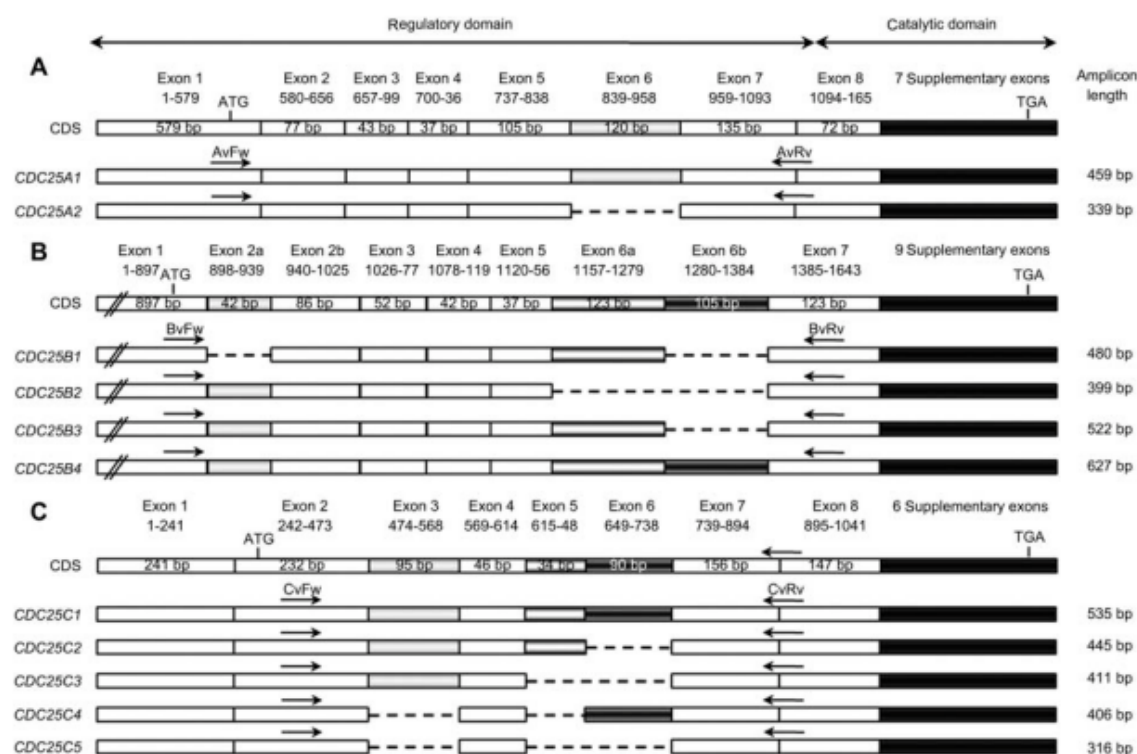 Regulatory domain Catalytic domain
A
Exon 1 Exon 2 Exon 3 Exon 4 Exon 5 Exon 6 Exon 7 Exon 8 7 Supplementary exons Amplicon length
1-579 ATG 580-656 657-99 700-36 737-838 839-958 959-1093 1094-165 TGA
CDS 579 bp 77 bp 43 bp 37 bp 105 bp 120 bp 135 bp 72 bp
AvFw AvRv
CDC25A1 459 bp
CDC25A2 339 bp
B
Exon 1 Exon 2a Exon 2b Exon 3 Exon 4 Exon 5 Exon 6a Exon 6b Exon 7 9 Supplementary exons
1-897 ATG 898-939 940-1025 1026-77 1078-119 1120-56 1157-1279 1280-1384 1385-1643 TGA
CDS 897 bp 42 bp 86 bp 52 bp 42 bp 37 bp 123 bp 105 bp 123 bp
BvFw BvRv
CDC25B1 480 bp
CDC25B2 399 bp
CDC25B3 522 bp
CDC25B4 627 bp
C
Exon 1 Exon 2 Exon 3 Exon 4 Exon 5 Exon 6 Exon 7 Exon 8 6 Supplementary exons
1-241 ATG 242-473 474-568 569-614 615-48 649-738 739-894 895-1041 TGA
CDS 241 bp 232 bp 95 bp 46 bp 34 bp 90 bp 156 bp 147 bp
CvFw CvRv
CDC25C1 535 bp
CDC25C2 445 bp
CDC25C3 411 bp
CDC25C4 406 bp
CDC25C5 316 bp